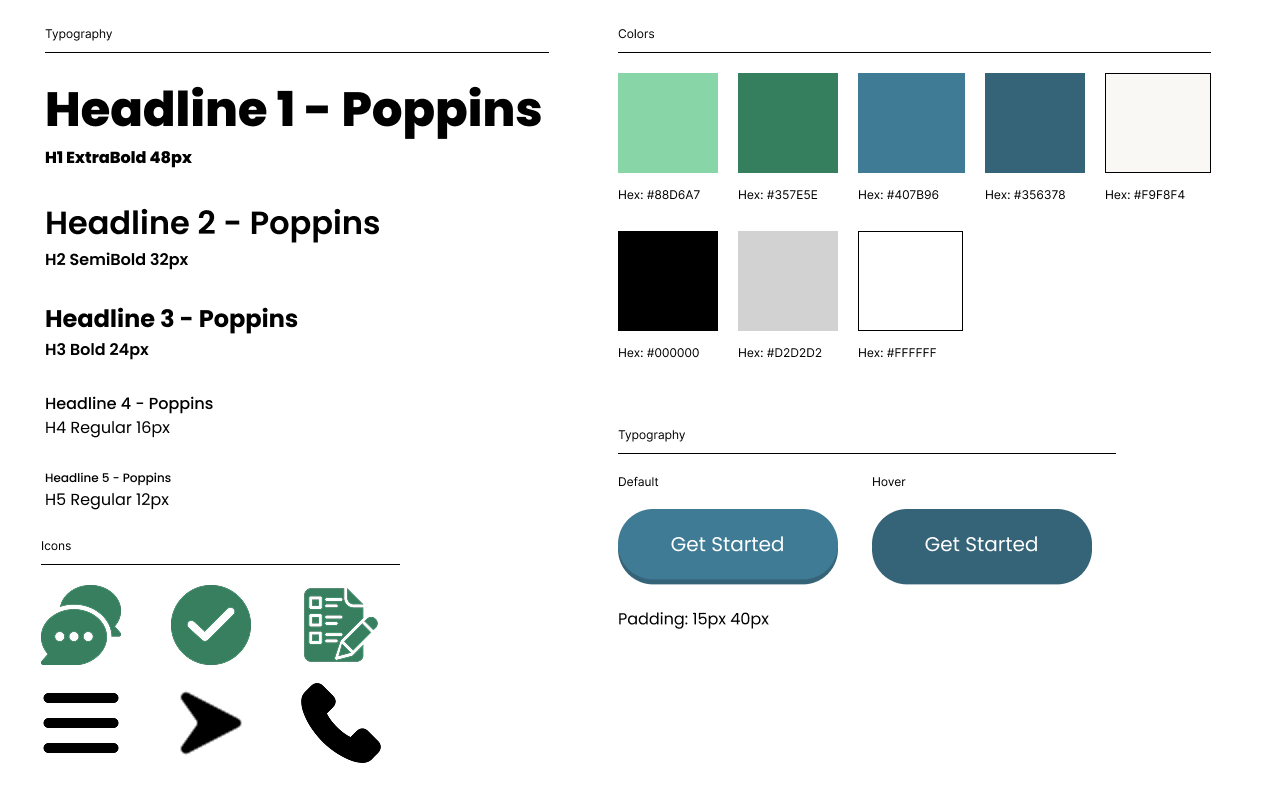 Typography
Headline 1 - Poppins
H1 ExtraBold 48px
Headline 2 - Poppins
H2 SemiBold 32px
Headline 3 - Poppins
H3 Bold 24px
Headline 4 - Poppins
H4 Regular 16px
Headline 5 - Poppins
H5 Regular 12px
Icons
Colors
Hex: #88D6A7
Hex: #357E5E
Hex: #407B96
Hex: #356378
Hex: #F9F8F4
Hex: #000000
Hex: #D2D2D2
Hex: #FFFFFF
Typography
Default
Hover
Get Started
Get Started
Padding: 15px 40px